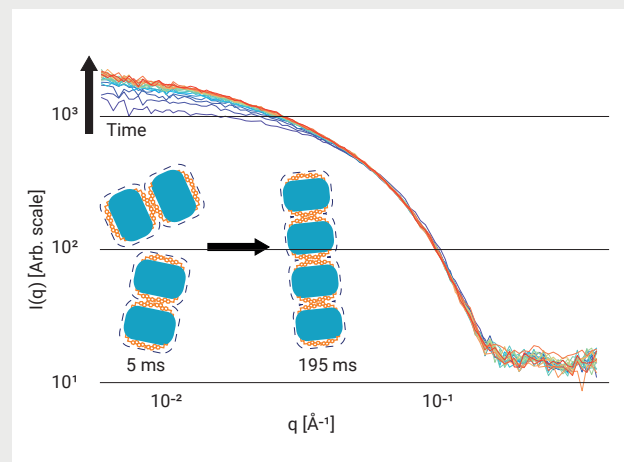 10³
Time
I(q) [Arb. scale]
10²
5 ms
195 ms
10¹
10-²
10-¹
q [Å-¹]